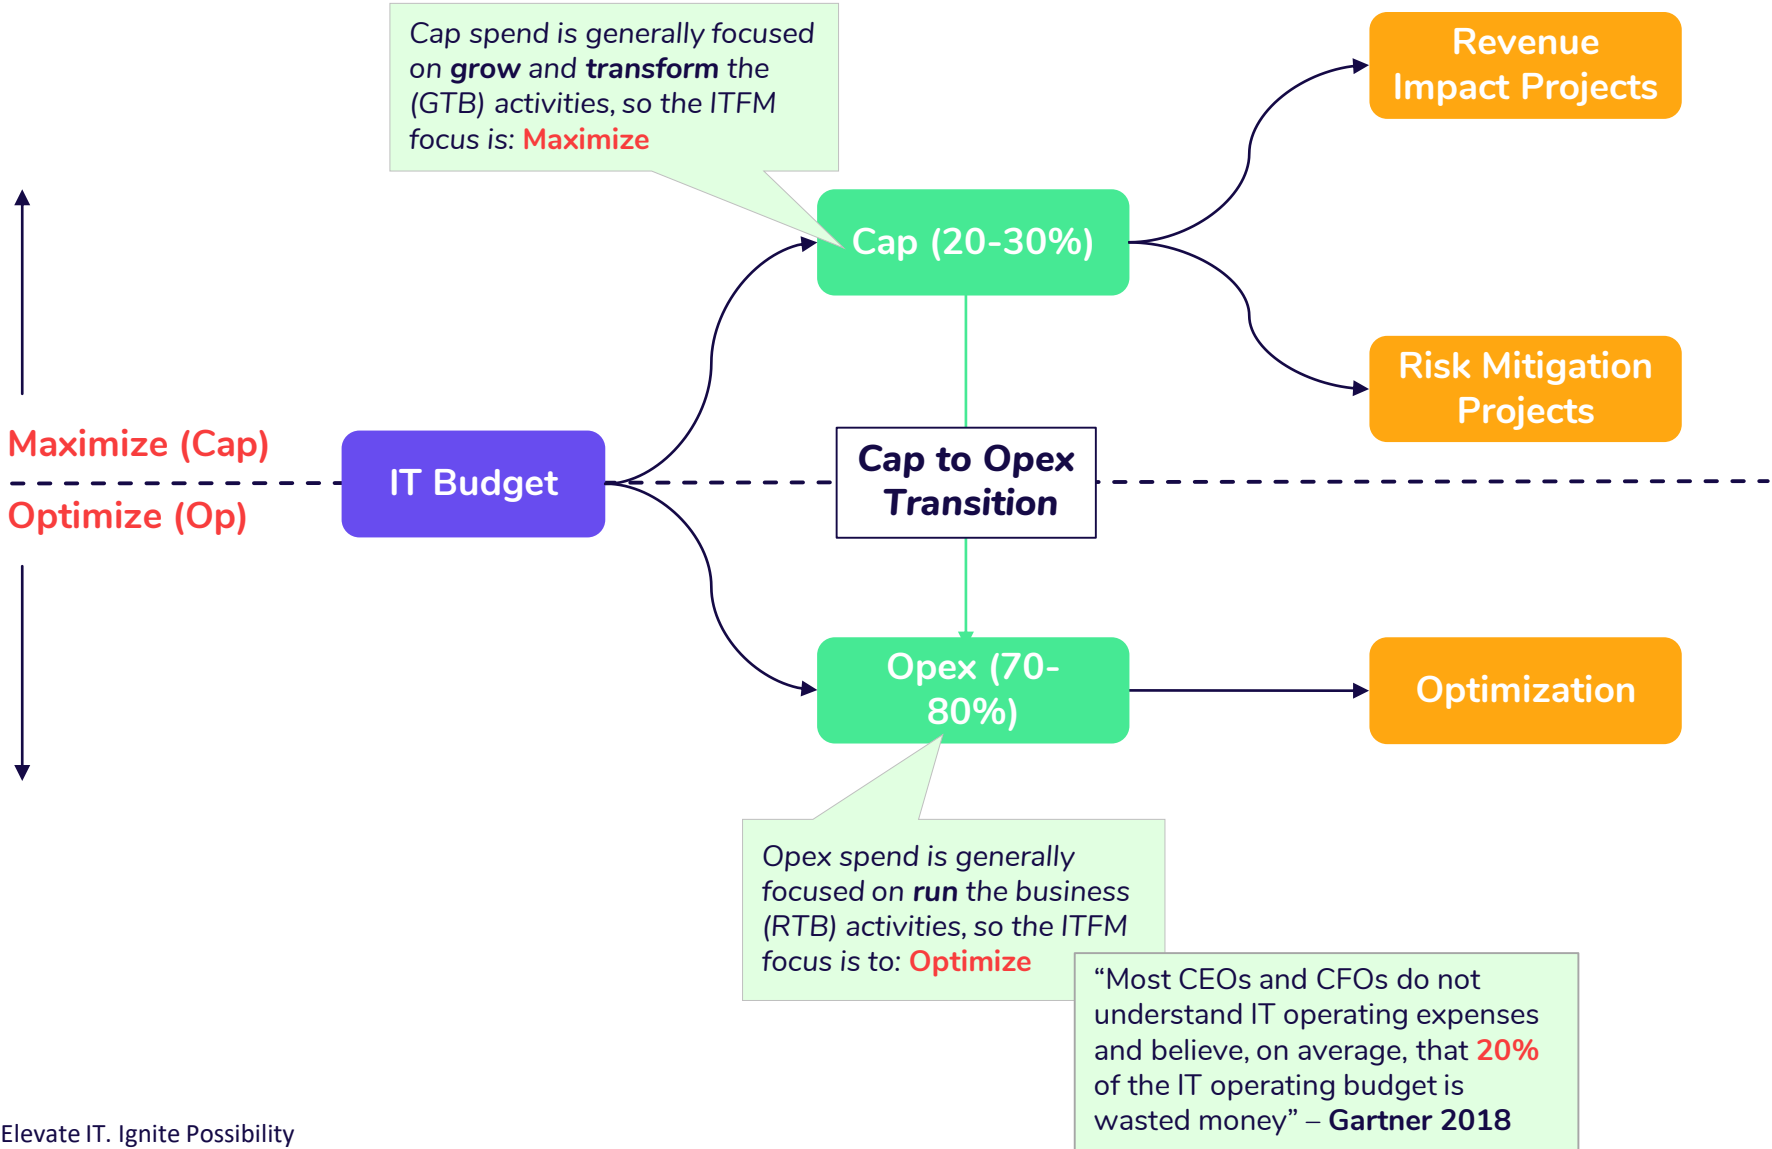 Cap spend is generally focused
on grow and transform the
(GTB) activities, so the ITFM
focus is: Maximize
Revenue
Impact Projects
Cap (20-30%)
Risk Mitigation
Projects
Maximize (Cap)
Optimize (Op)
IT Budget
Cap to Opex
Transition
Opex (70-
80%)
Optimization
Opex spend is generally
focused on run the business
(RTB) activities, so the ITFM
focus is to: Optimize
“Most CEOs and CFOs do not
understand IT operating expenses
and believe, on average, that 20%
of the IT operating budget is
wasted money” – Gartner 2018
Elevate IT. Ignite Possibility